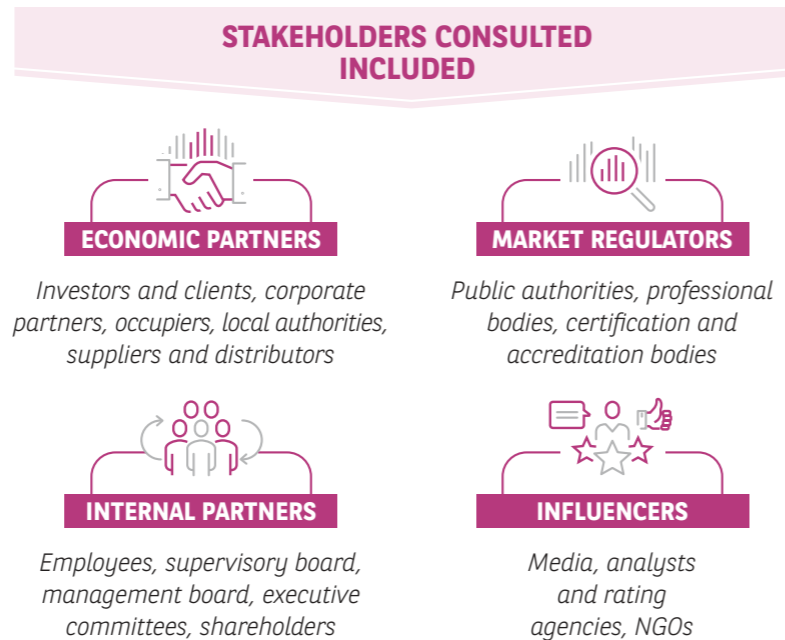 STAKEHOLDERS CONSULTED
INCLUDED
ECONOMIC PARTNERS
Investors and clients, corporate
partners, occupiers, local authorities,
suppliers and distributors
MARKET REGULATORS
Public authorities, professional
bodies, certification and
accreditation bodies
INTERNAL PARTNERS
Employees, supervisory board,
management board, executive
committees, shareholders
INFLUENCERS
Media, analysts
and rating
agencies, NGOs